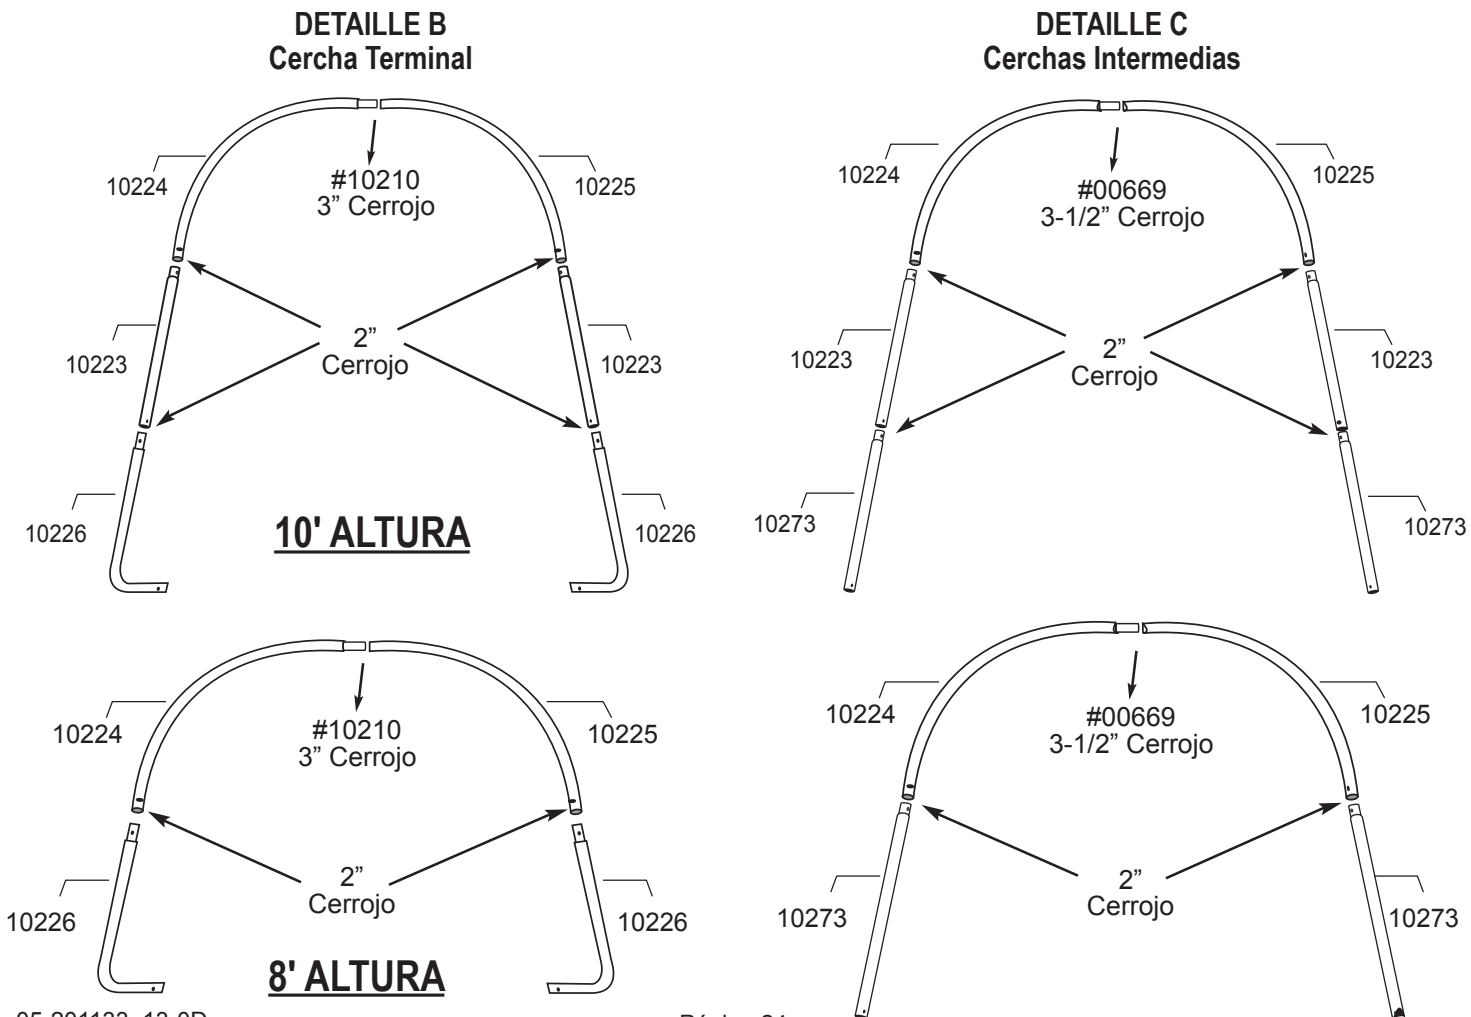 DETAILLE B
Cercha Terminal
DETAILLE C
Cerchas Intermedias
10224
#10210
3” Cerrojo
10225
10224
#00669
3-1/2” Cerrojo
10225
10223
2”
Cerrojo
10223
10223
2”
Cerrojo
10223
10226
10' ALTURA
10226
10273
10273
10224
#10210
3” Cerrojo
10225
10224
#00669
3-1/2” Cerrojo
10225
10226
2”
Cerrojo
10226
10273
2”
Cerrojo
10273
8' ALTURA